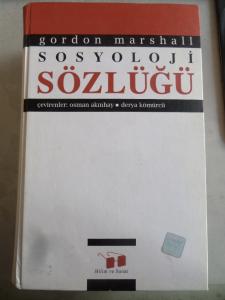 gordon marshall
SOSYOLOJİ
SÖZLÜĞÜ
çevirenler: osman akınhay • derya kömürcü
Bilim ve Sanat